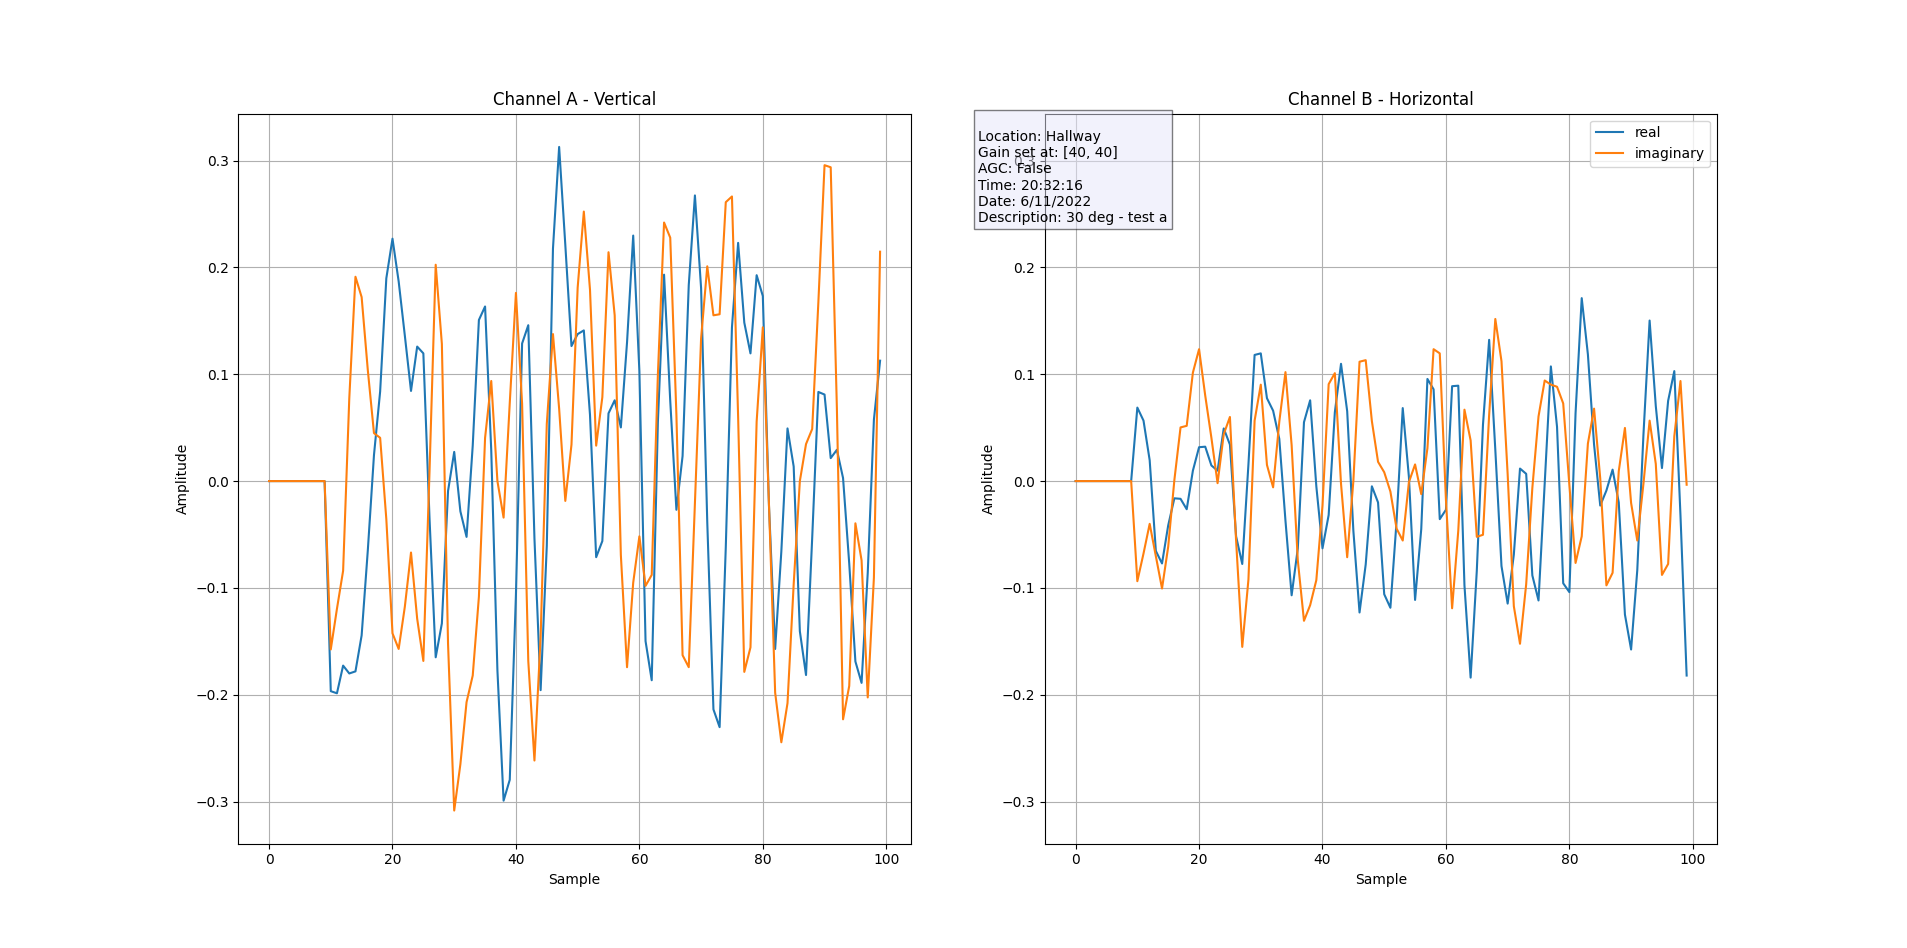 Channel A - Vertical
Amplitude
0.3
0.2
0.1
0.0
−0.1
−0.2
−0.3
0
20
40
60
80
100
Sample
Channel B - Horizontal
Location: Hallway
Gain set at: [40, 40]
AGC: False
Time: 20:32:16
Date: 6/11/2022
Description: 30 deg - test a
real
imaginary
Amplitude
0.3
0.2
0.1
0.0
−0.1
−0.2
−0.3
0
20
40
60
80
100
Sample